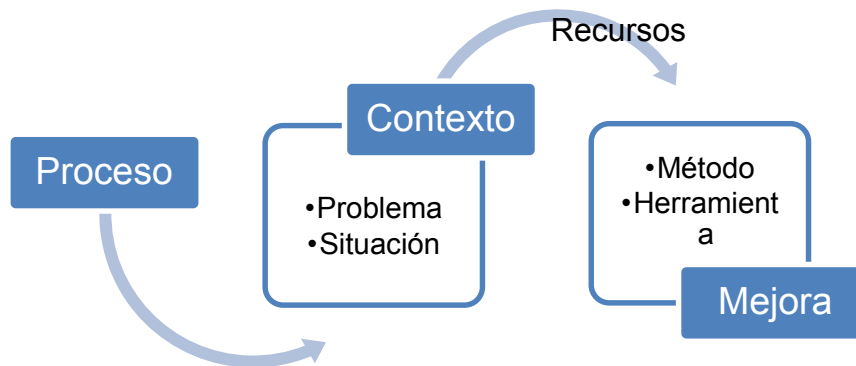 Proceso
Contexto
•Problema
•Situación
Recursos
•Método
•Herramient
a
Mejora